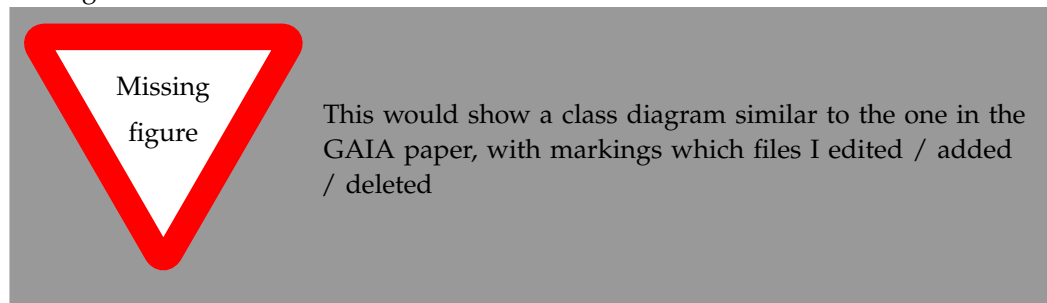 Missing
figure
This would show a class diagram similar to the one in the
GAIA paper, with markings which files I edited / added
/ deleted